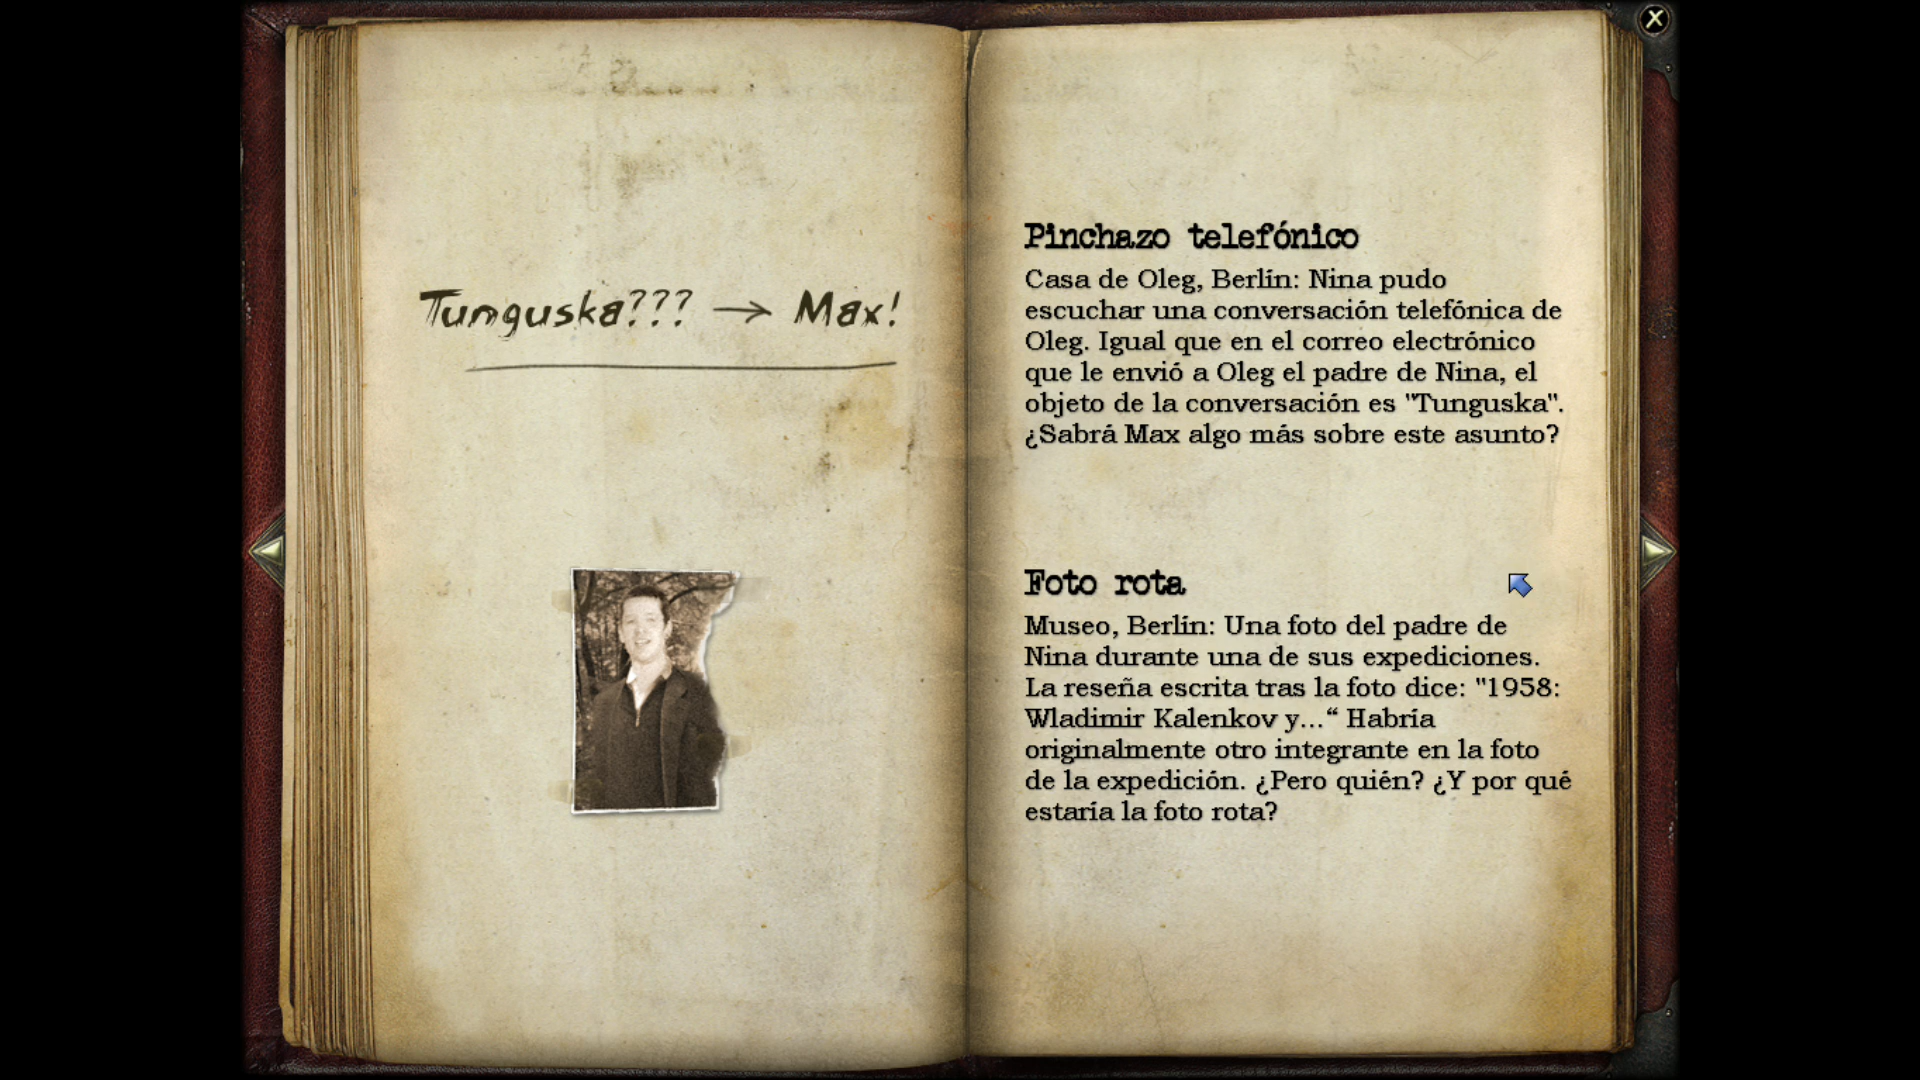 Tunguska??? → Max!
Pinchazo telefónico
Casa de Oleg, Berlín: Nina pudo
escuchar una conversación telefónica de
Oleg. Igual que en el correo electrónico
que le envió a Oleg el padre de Nina, el
objeto de la conversación es "Tunguska".
¿Sabrá Max algo más sobre este asunto?
Foto rota
Museo, Berlín: Una foto del padre de
Nina durante una de sus expediciones.
La reseña escrita tras la foto dice: "1958:
Wladimir Kalenkov y...“ Habría
originalmente otro integrante en la foto
de la expedición. ¿Pero quién? ¿Y por qué
estaría la foto rota?